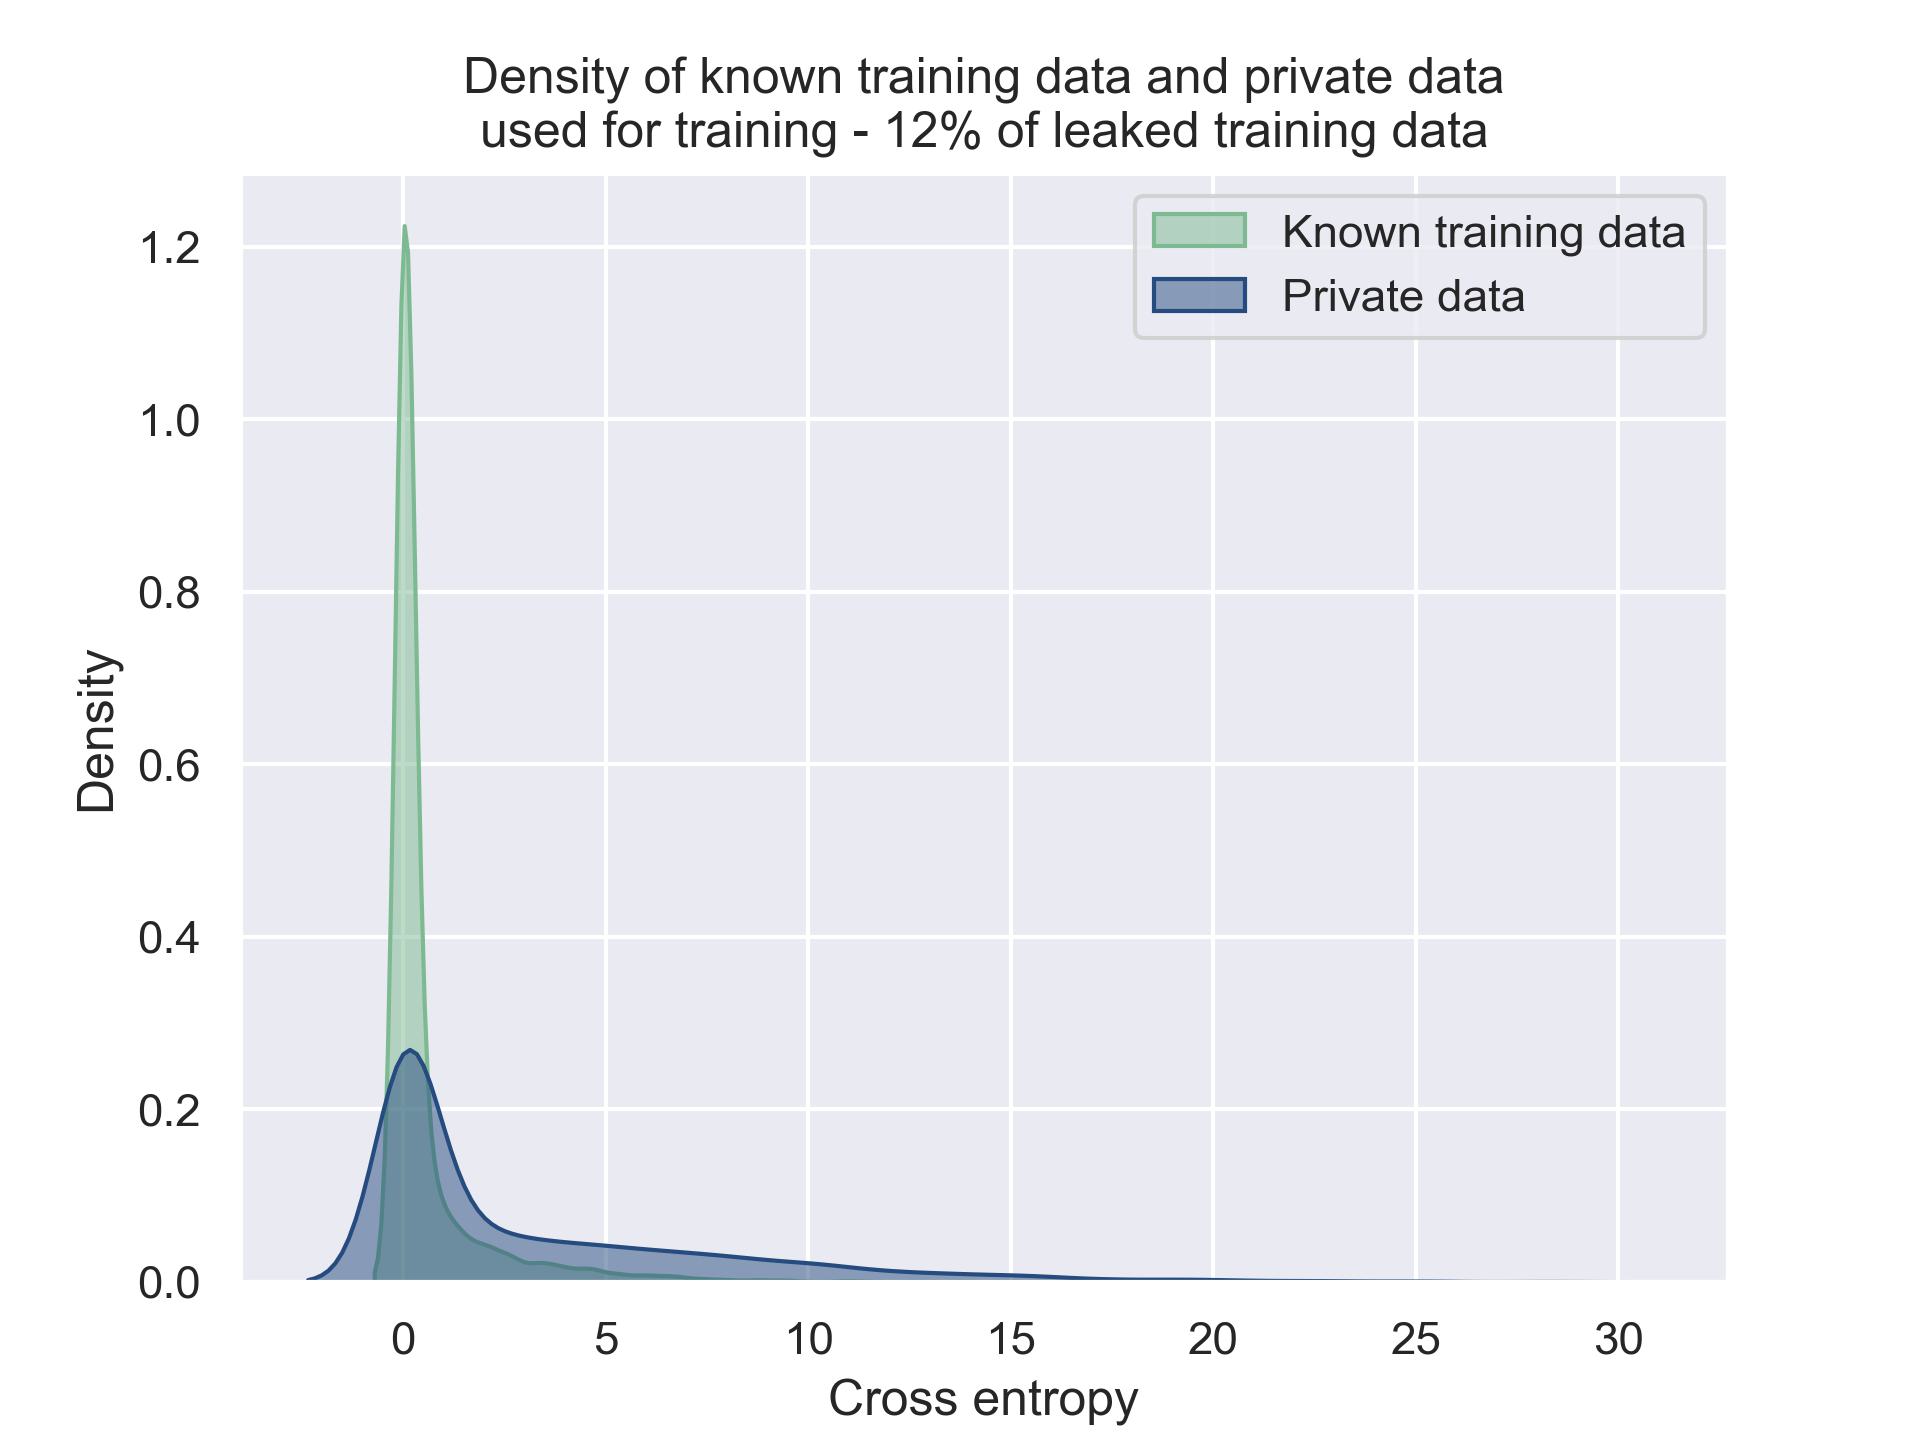 Density of known training data and private data
used for training - 12% of leaked training data
Known training data
Private data
1.2
1.0
0.8
0.6
0.4
0.2
0.0
Density
0 5 10 15 20 25 30
Cross entropy